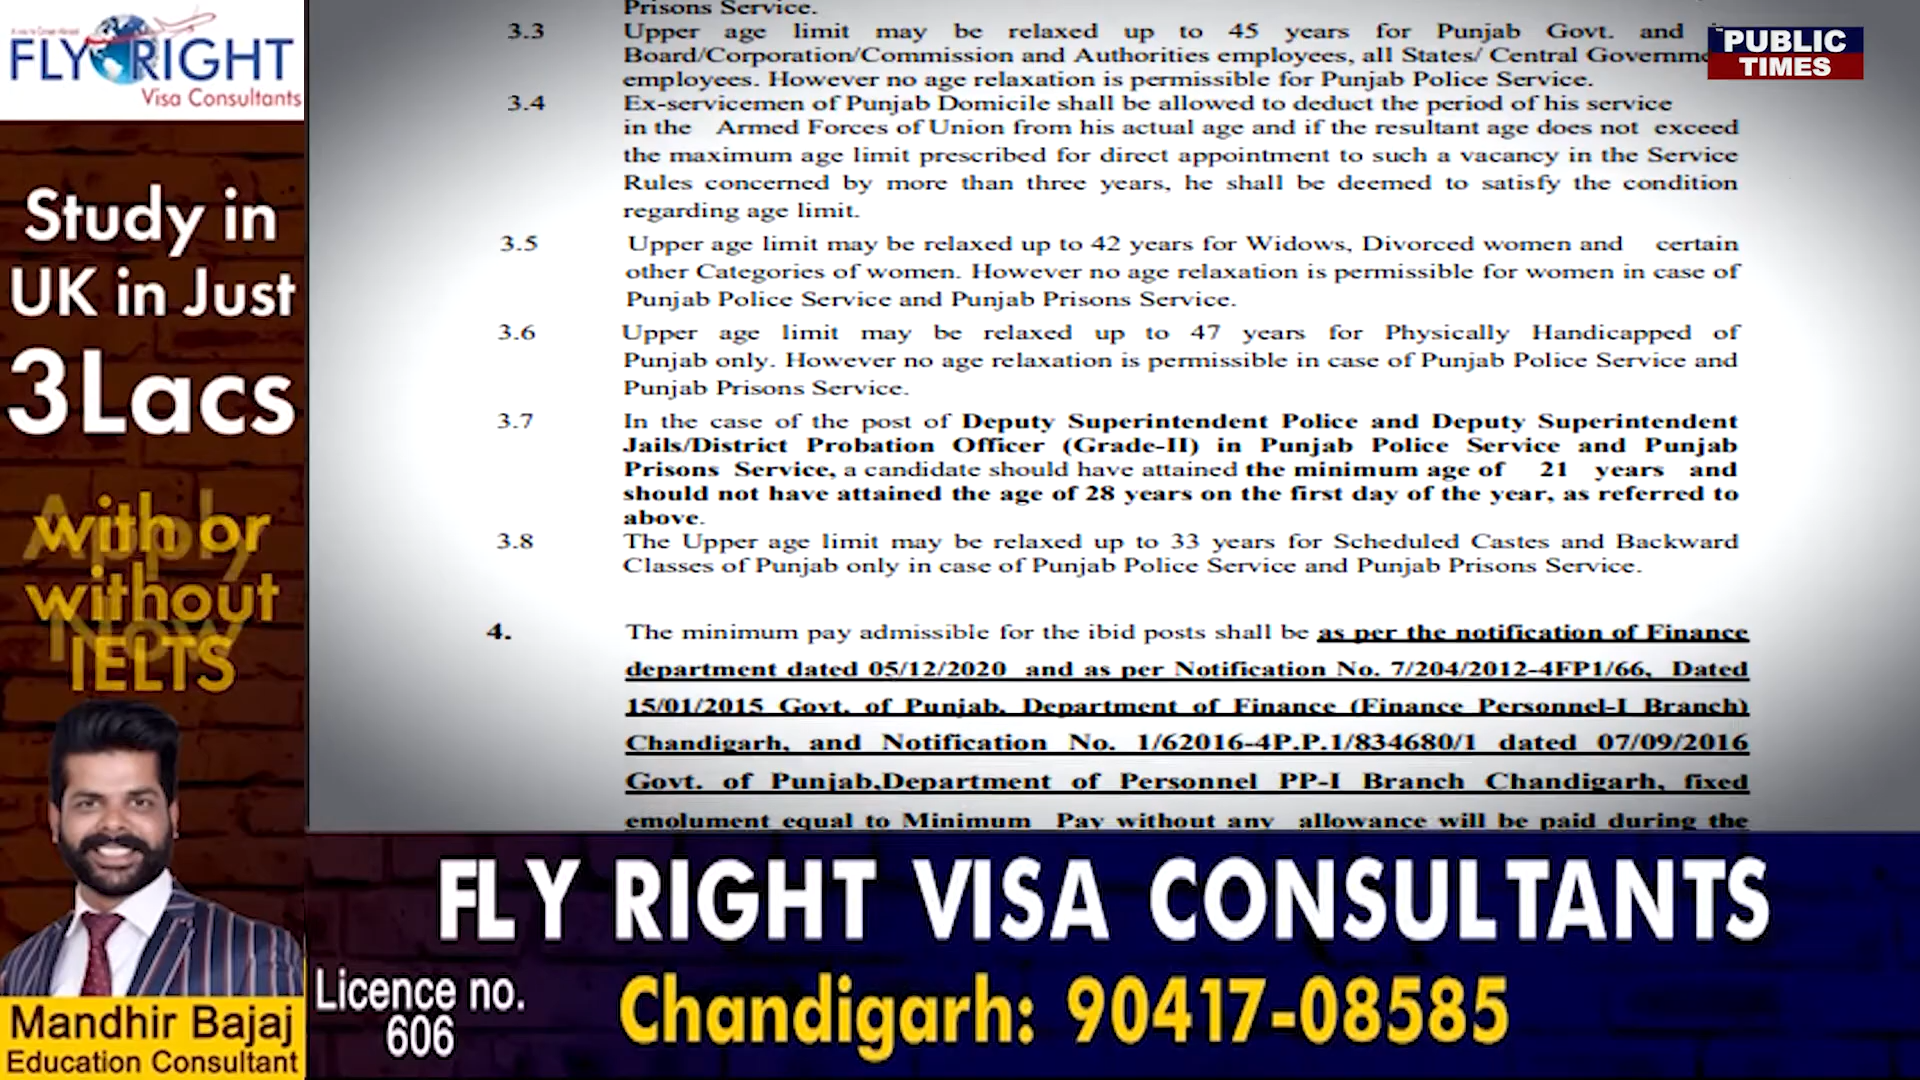 FLY RIGHT
Visa Consultants
Study in
UK in Just
3Lacs
with or
without
IELTS
Mandhir Bajaj
Education Consultant
PUBLIC
TIMES
Prisons Service.
3.3 Upper age limit may be relaxed up to 45 years for Punjab Govt. and
Board/Corporation/Commission and Authorities employees, all States/ Central Governme
employees. However no age relaxation is permissible for Punjab Police Service.
3.4 Ex-servicemen of Punjab Domicile shall be allowed to deduct the period of his service
in the Armed Forces of Union from his actual age and if the resultant age does not exceed
the maximum age limit prescribed for direct appointment to such a vacancy in the Service
Rules concerned by more than three years, he shall be deemed to satisfy the condition
regarding age limit.
3.5 Upper age limit may be relaxed up to 42 years for Widows, Divorced women and certain
other Categories of women. However no age relaxation is permissible for women in case of
Punjab Police Service and Punjab Prisons Service.
3.6 Upper age limit may be relaxed up to 47 years for Physically Handicapped of
Punjab only. However no age relaxation is permissible in case of Punjab Police Service and
Punjab Prisons Service.
3.7 In the case of the post of Deputy Superintendent Police and Deputy Superintendent
Jails/District Probation Officer (Grade-II) in Punjab Police Service and Punjab
Prisons Service, a candidate should have attained the minimum age of 21 years and
should not have attained the age of 28 years on the first day of the year, as referred to
above.
3.8 The Upper age limit may be relaxed up to 33 years for Scheduled Castes and Backward
Classes of Punjab only in case of Punjab Police Service and Punjab Prisons Service.
4. The minimum pay admissible for the ibid posts shall be as per the notification of Finance
department dated 05/12/2020 and as per Notification No. 7/204/2012-4FP1/66, Dated
15/01/2015 Govt. of Punjab, Department of Finance (Finance Personnel-I Branch)
Chandigarh, and Notification No. 1/62016-4P.P.1/834680/1 dated 07/09/2016
Govt. of Punjab,Department of Personnel PP-I Branch Chandigarh, fixed
emolument equal to Minimum Pay without any allowance will be paid during the
FLY RIGHT VISA CONSULTANTS
Licence no.
606
Chandigarh: 90417-08585